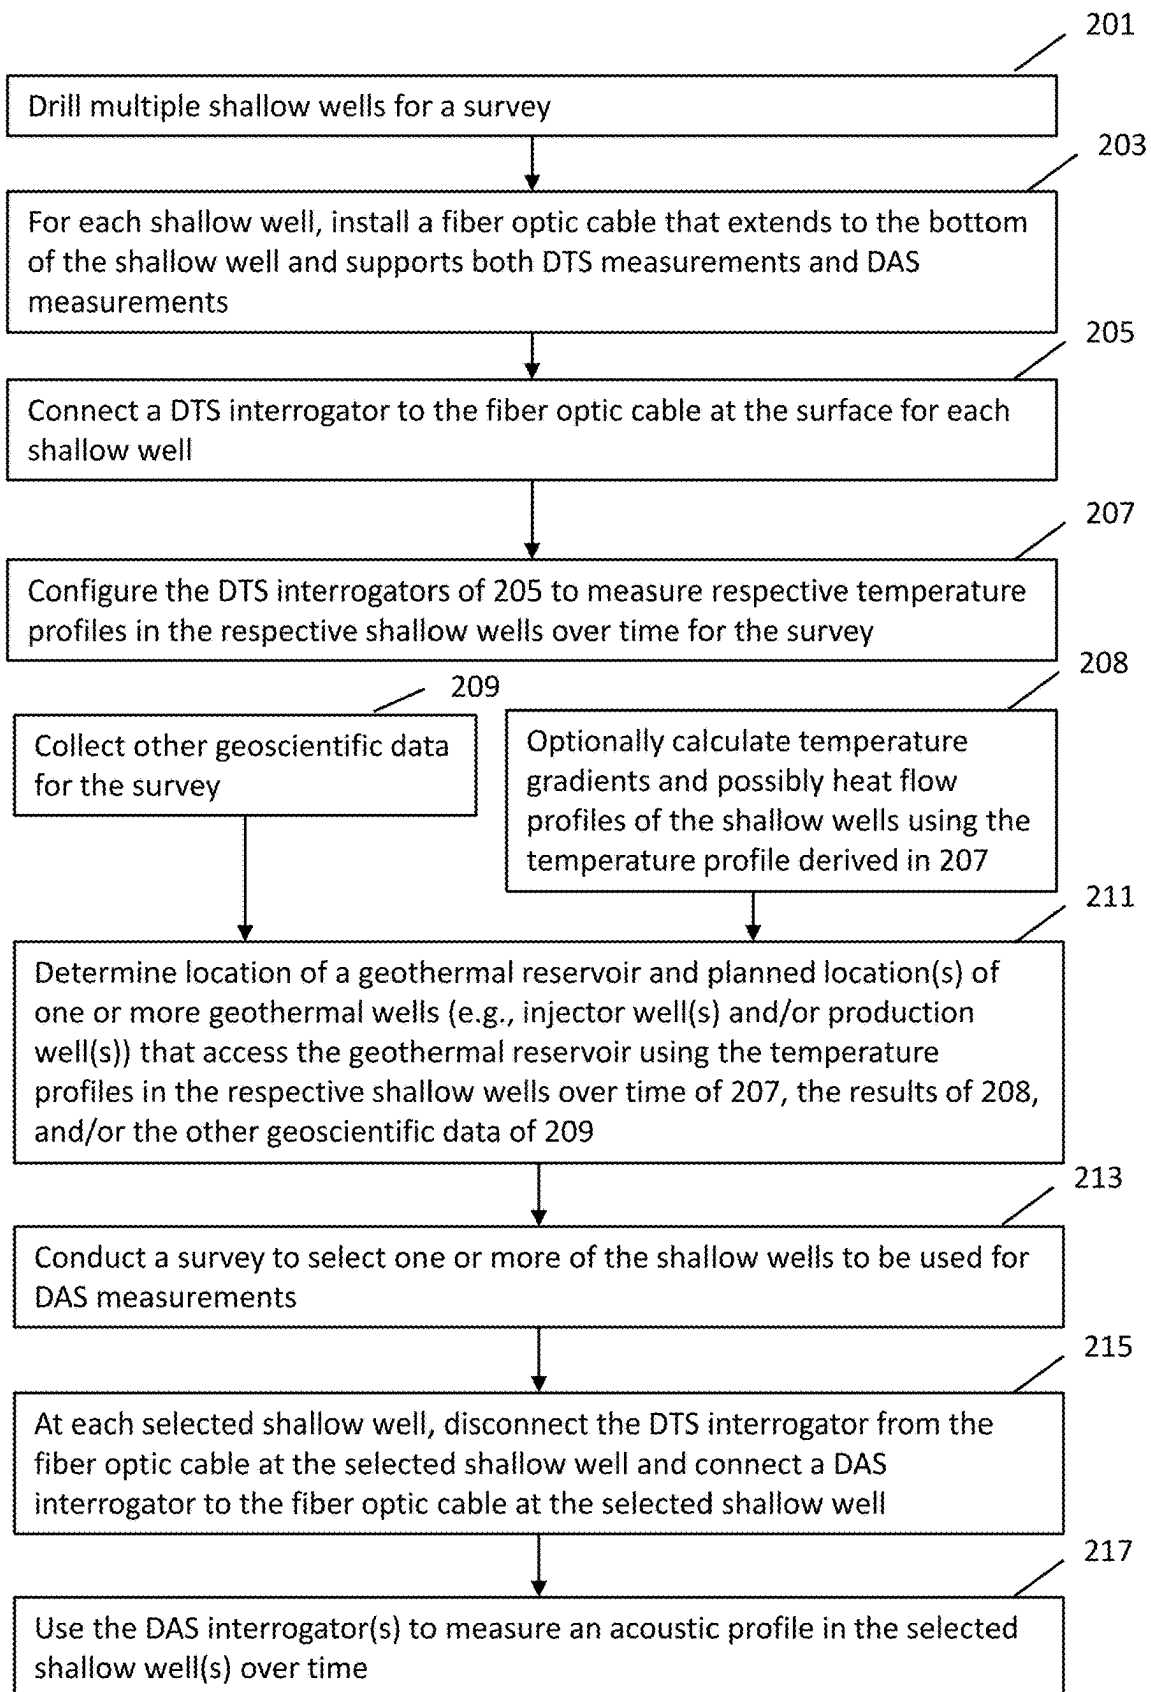 201
Drill multiple shallow wells for a survey
203
For each shallow well, install a fiber optic cable that extends to the bottom
of the shallow well and supports both DTS measurements and DAS
measurements
205
Connect a DTS interrogator to the fiber optic cable at the surface for each
shallow well
207
Configure the DTS interrogators of 205 to measure respective temperature
profiles in the respective shallow wells over time for the survey
209
Collect other geoscientific data
for the survey
208
Optionally calculate temperature
gradients and possibly heat flow
profiles of the shallow wells using the
temperature profile derived in 207
211
Determine location of a geothermal reservoir and planned location(s) of
one or more geothermal wells (e.g., injector well(s) and/or production
well(s)) that access the geothermal reservoir using the temperature
profiles in the respective shallow wells over time of 207, the results of 208,
and/or the other geoscientific data of 209
213
Conduct a survey to select one or more of the shallow wells to be used for
DAS measurements
215
At each selected shallow well, disconnect the DTS interrogator from the
fiber optic cable at the selected shallow well and connect a DAS
interrogator to the fiber optic cable at the selected shallow well
217
Use the DAS interrogator(s) to measure an acoustic profile in the selected
shallow well(s) over time